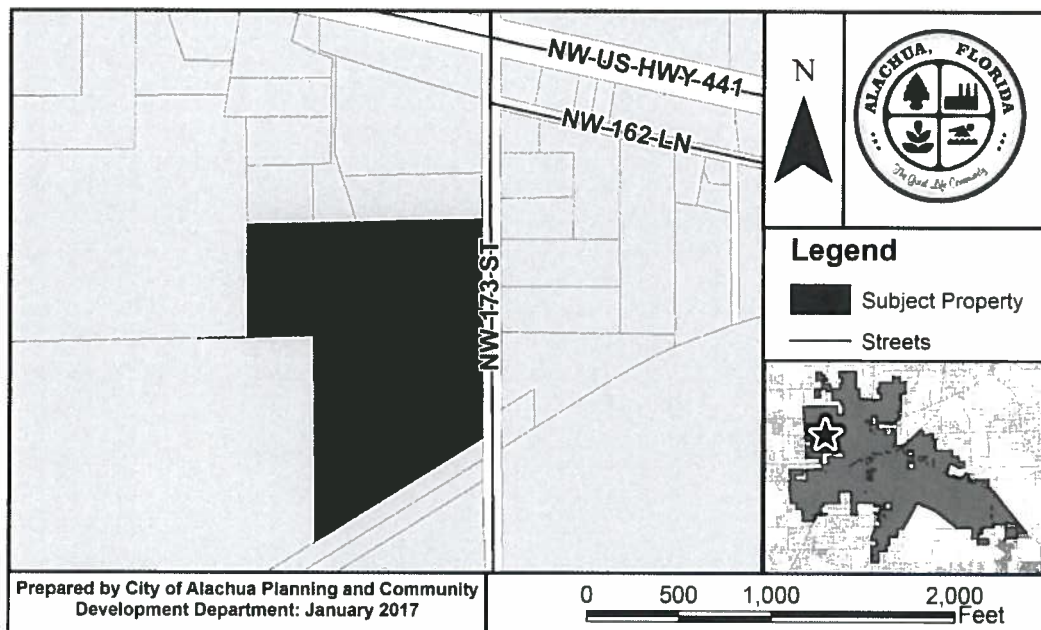 NW-US-HWY-441
NW-162-LN
NW-173-ST
N
ALACHUA, FLORIDA
The Good Life Community
Legend
Subject Property
Streets
Prepared by City of Alachua Planning and Community
Development Department: January 2017
0 500 1,000 2,000
Feet